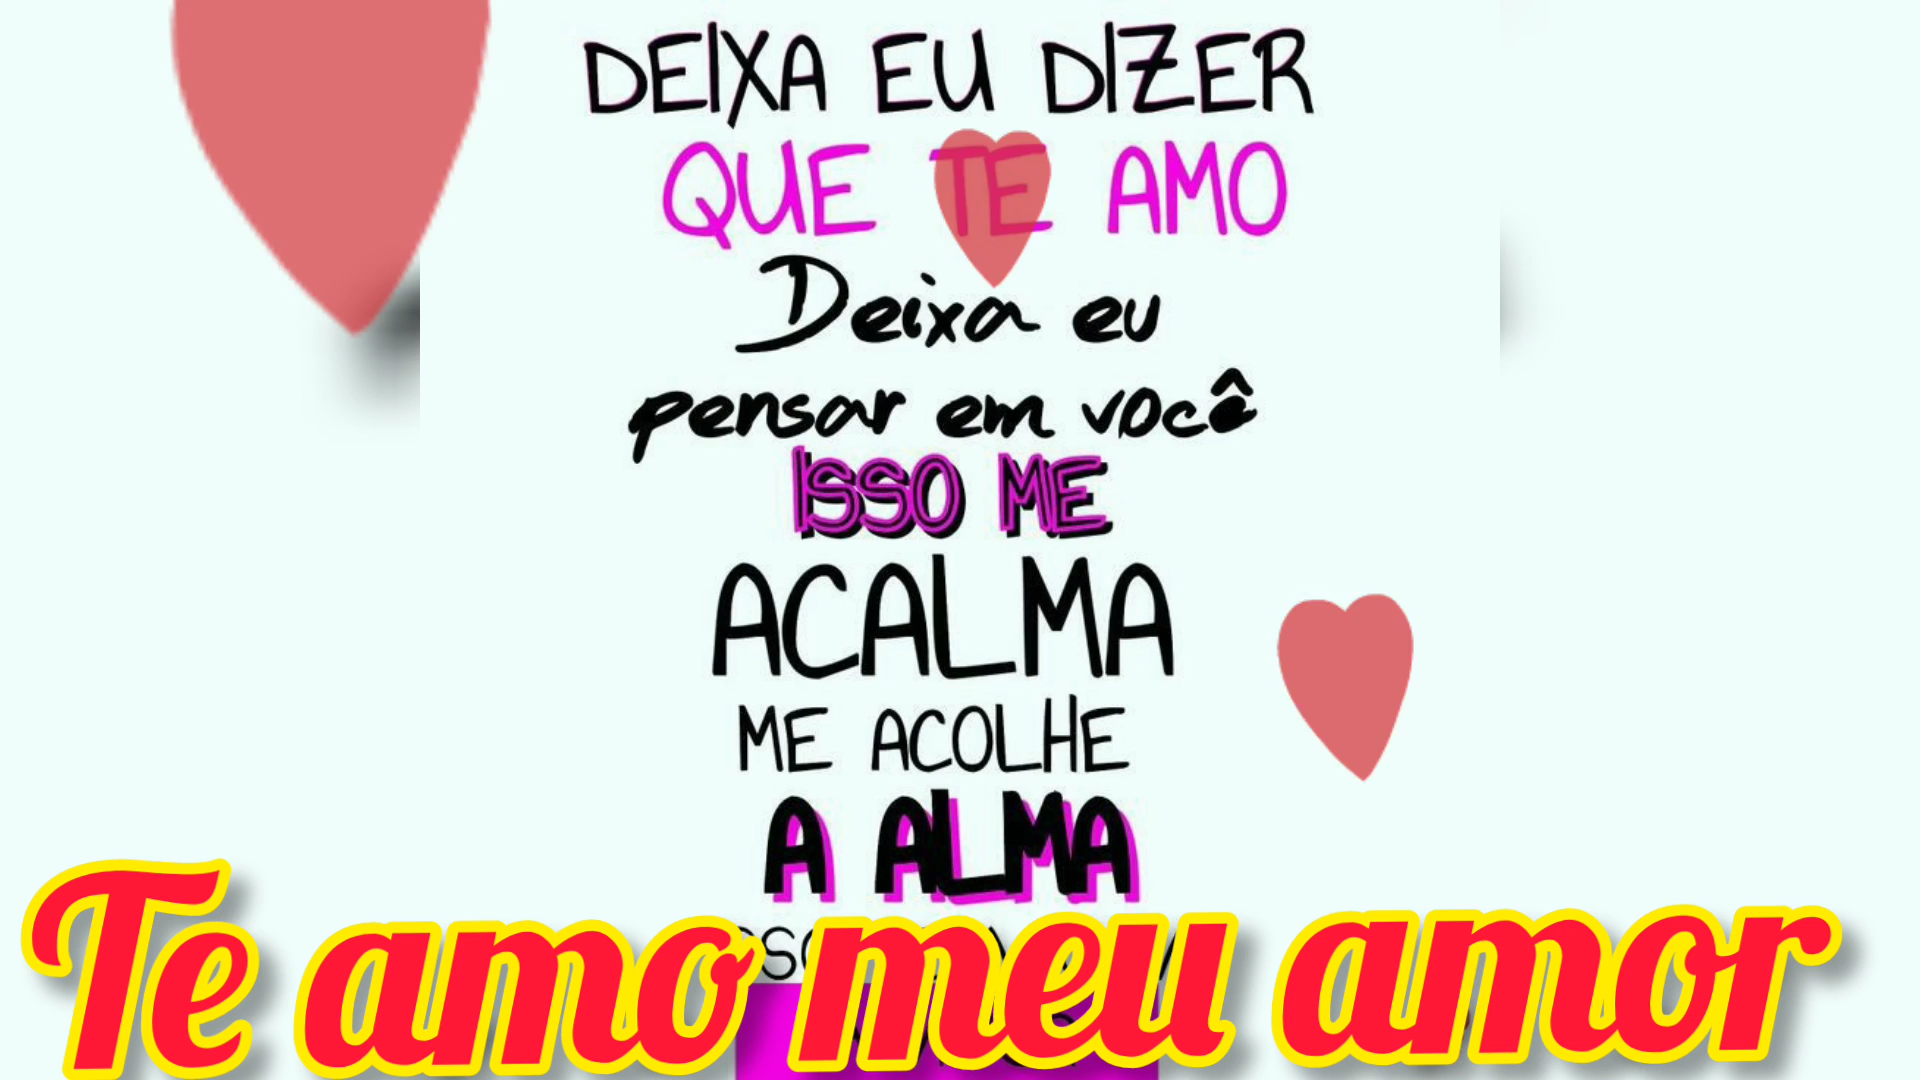 DEIXA EU DIZER
QUE TE AMO
Deixa eu
pensar em você
ISSO ME
ACALMA
ME ACOLHE
A ALMA
Te amo meu amor